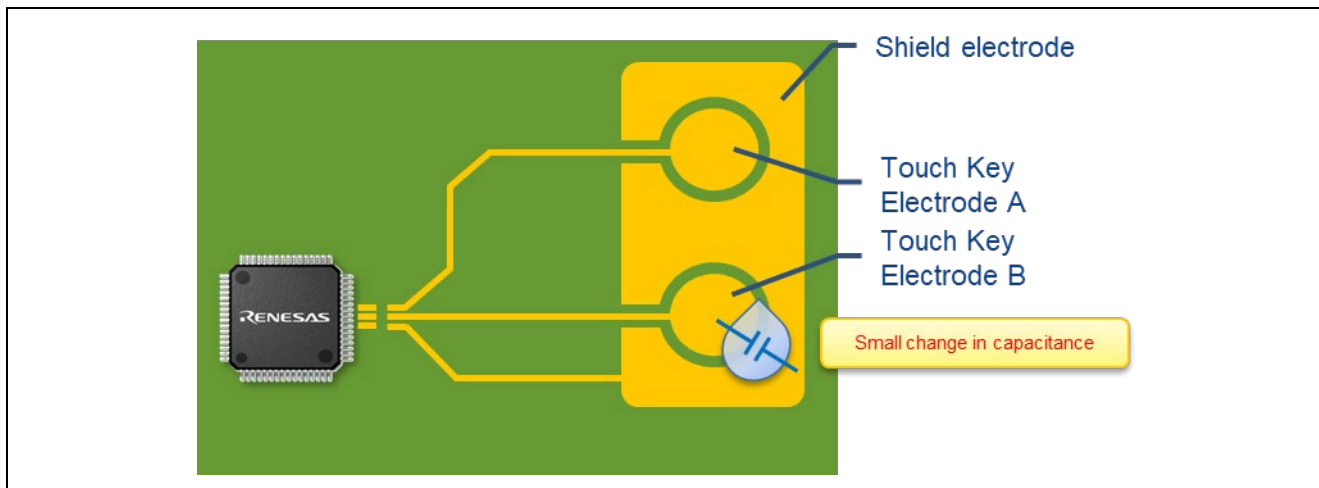 Shield electrode
Touch Key
Electrode A
Touch Key
Electrode B
RENESAS
Small change in capacitance